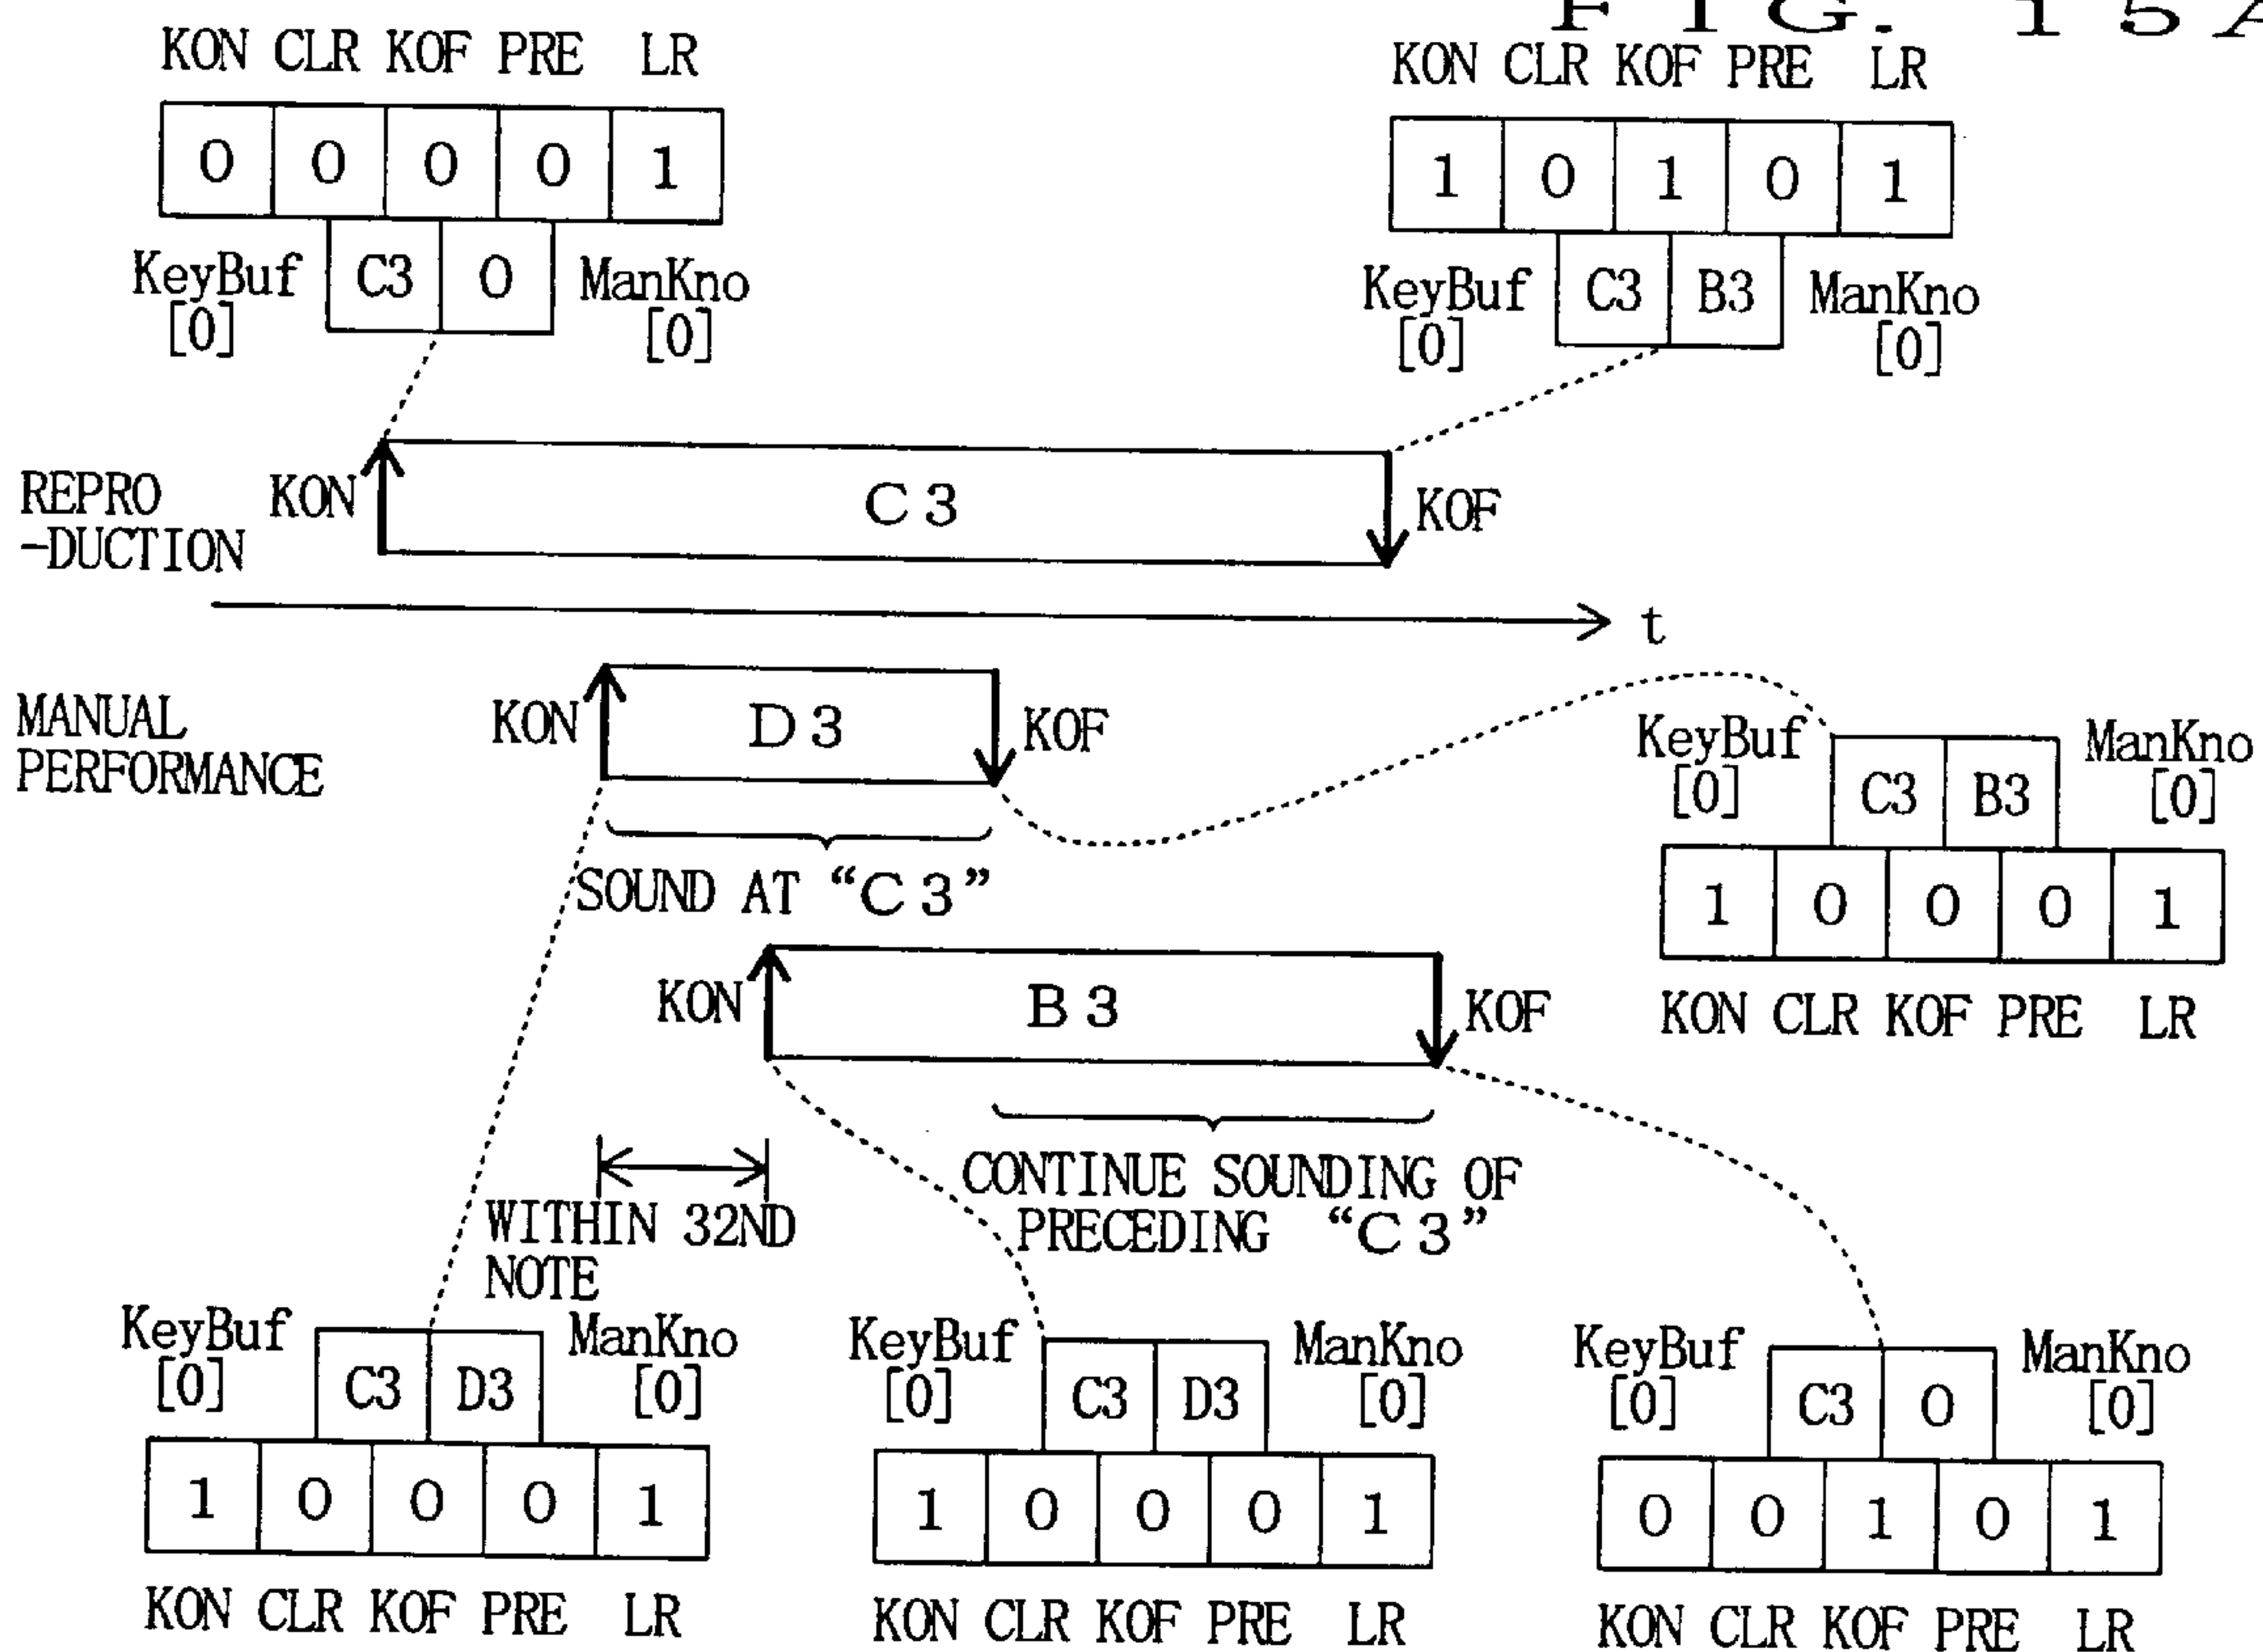 FIG. 15A
KON CLR KOF PRE LR
0 0 0 0 1
KeyBuf [0] C3 0 ManKno [0]
KON CLR KOF PRE LR
1 0 1 0 1
KeyBuf [0] C3 B3 ManKno [0]
REPRO
-DUCTION
KON C3 KOF
t
MANUAL
PERFORMANCE
KON D3 KOF
SOUND AT “C3”
KeyBuf [0] C3 B3 ManKno [0]
1 0 0 0 1
KON CLR KOF PRE LR
KON B3 KOF
WITHIN 32ND
NOTE
CONTINUE SOUNDING OF
PRECEDING “C3”
KeyBuf [0] C3 D3 ManKno [0]
1 0 0 0 1
KON CLR KOF PRE LR
KeyBuf [0] C3 D3 ManKno [0]
1 0 0 0 1
KON CLR KOF PRE LR
KeyBuf [0] C3 0 ManKno [0]
0 0 1 0 1
KON CLR KOF PRE LR